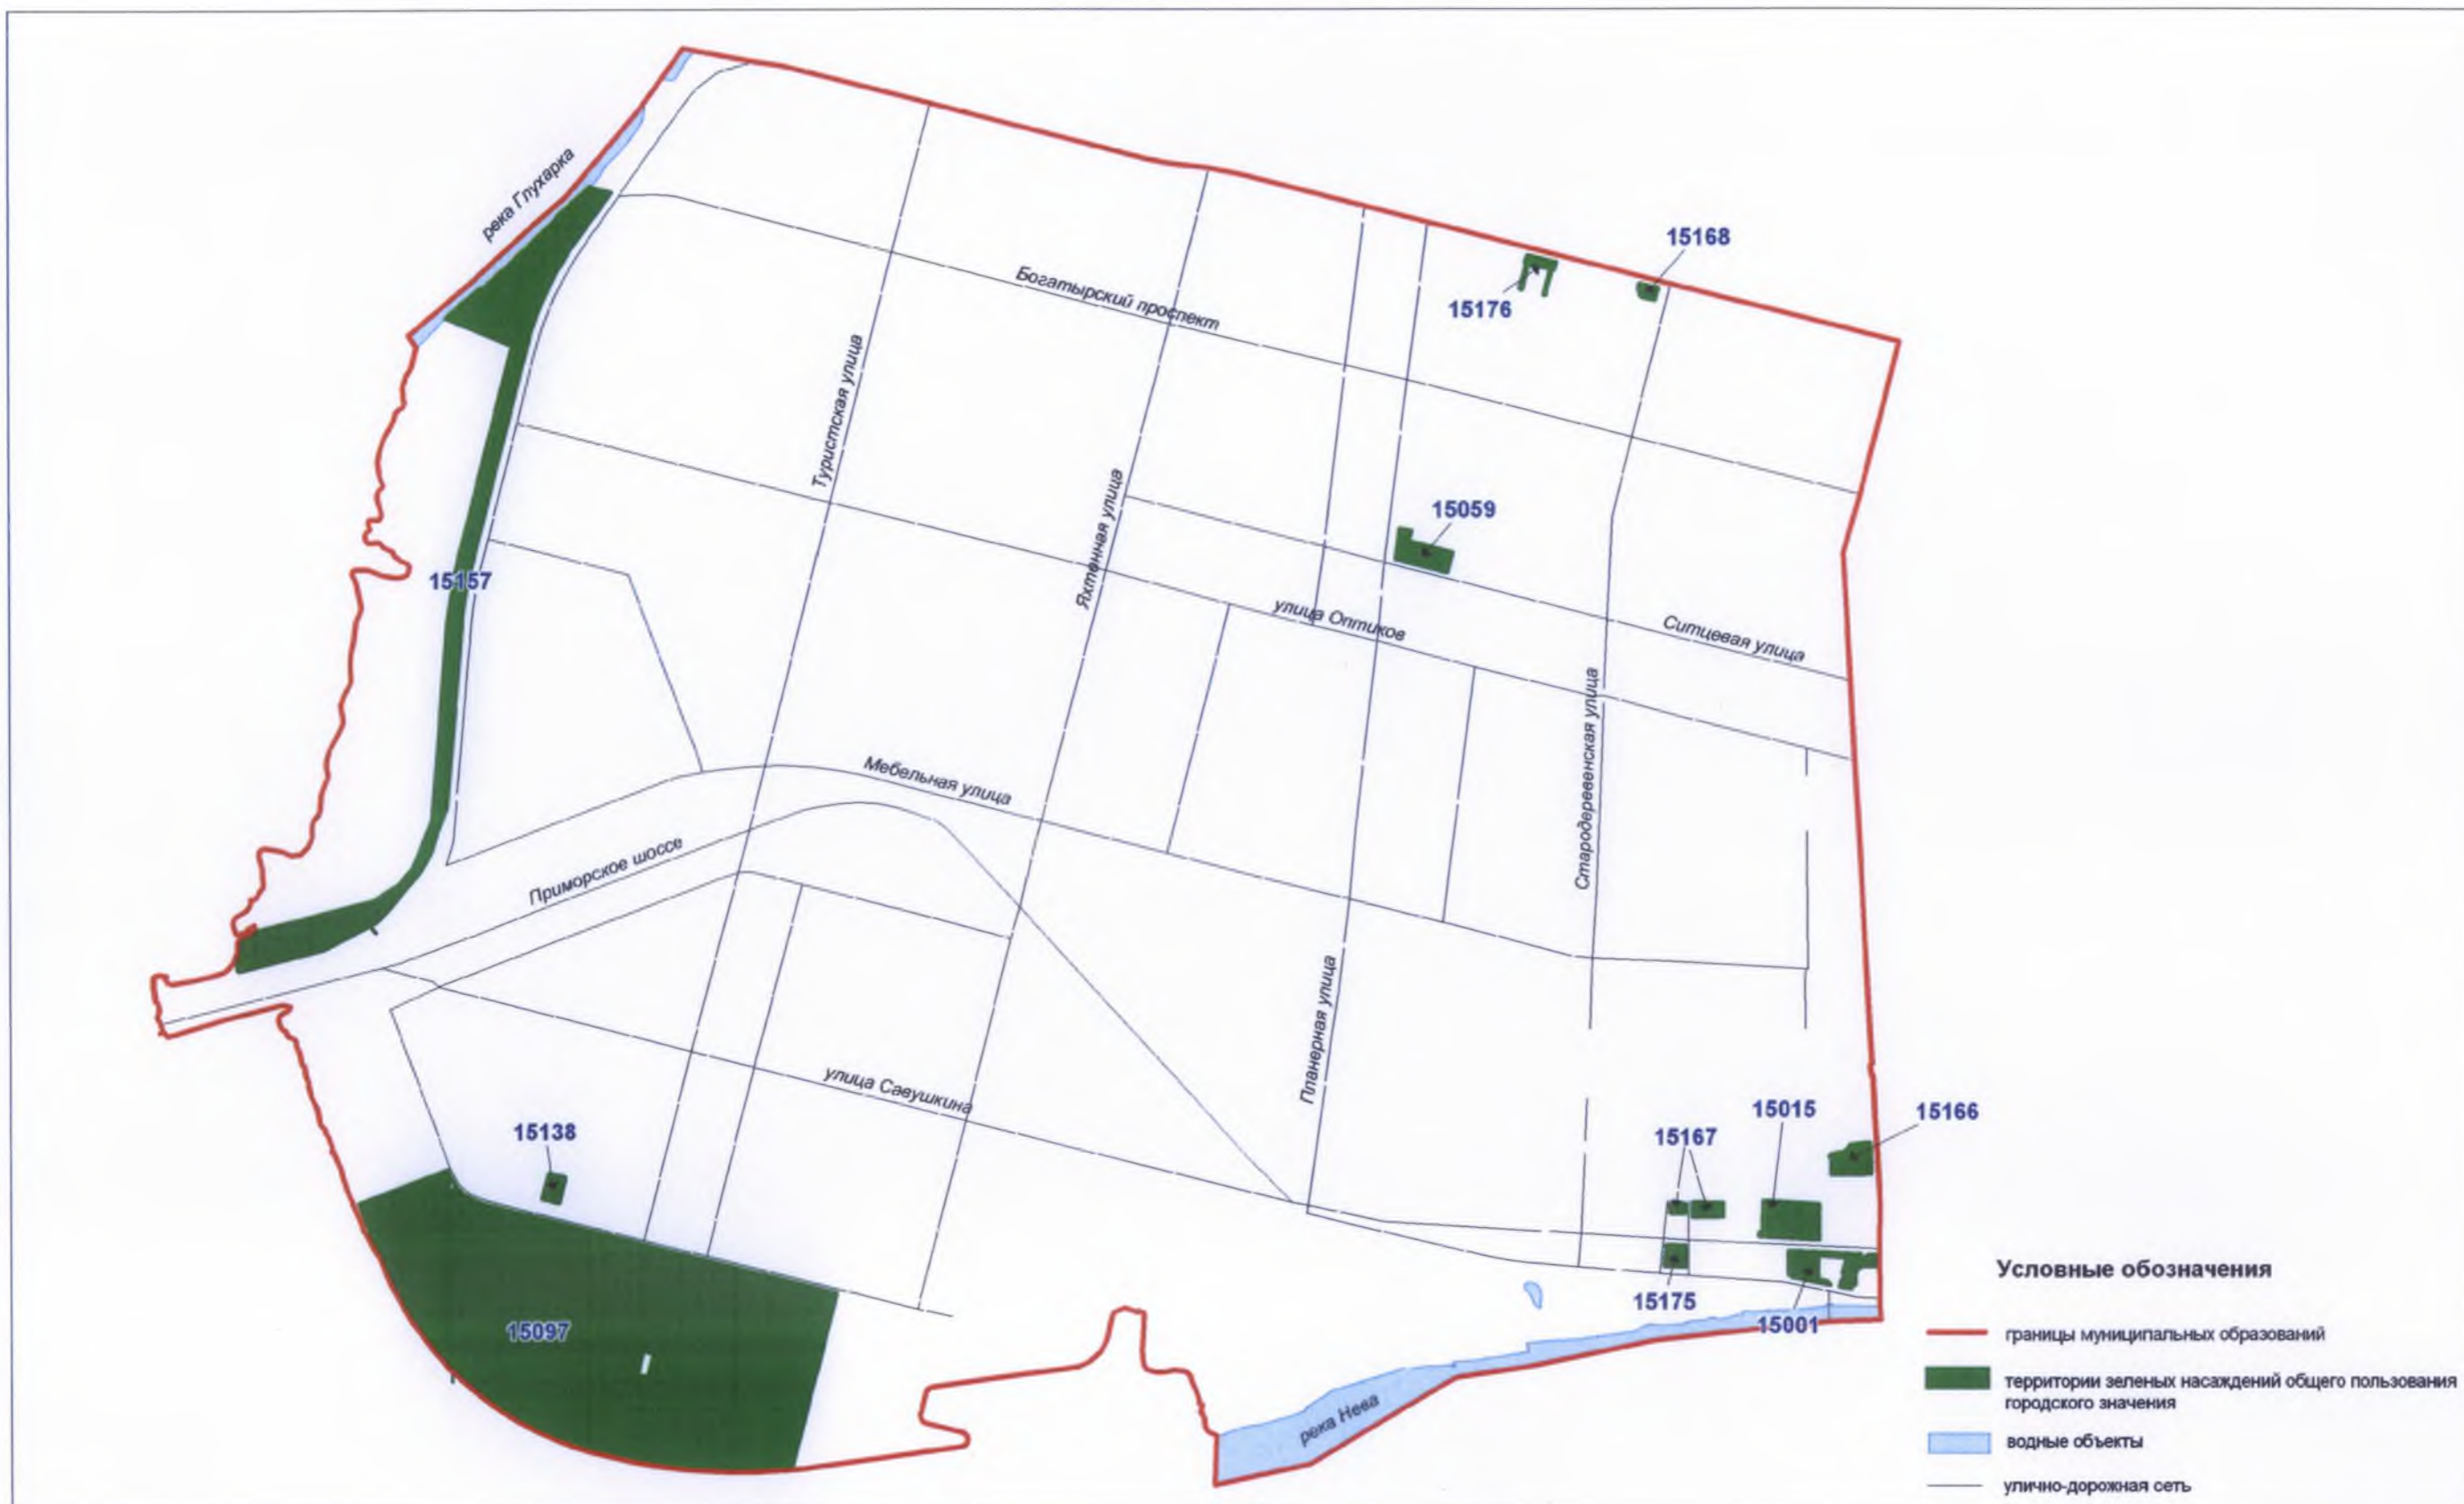 река Глухарка
15168
15176
Богатырский проспект
Туристская улица
Яхтенная улица
15059
15157
улица Оптиков
Ситцевая улица
Стародеревенская улица
Мебельная улица
Приморское шоссе
Планерная улица
улица Савушкина
15138
15167
15015
15166
15175
15001
15097
река Нева
Условные обозначения
границы муниципальных образований
территории зеленых насаждений общего пользования
городского значения
водные объекты
улично-дорожная сеть